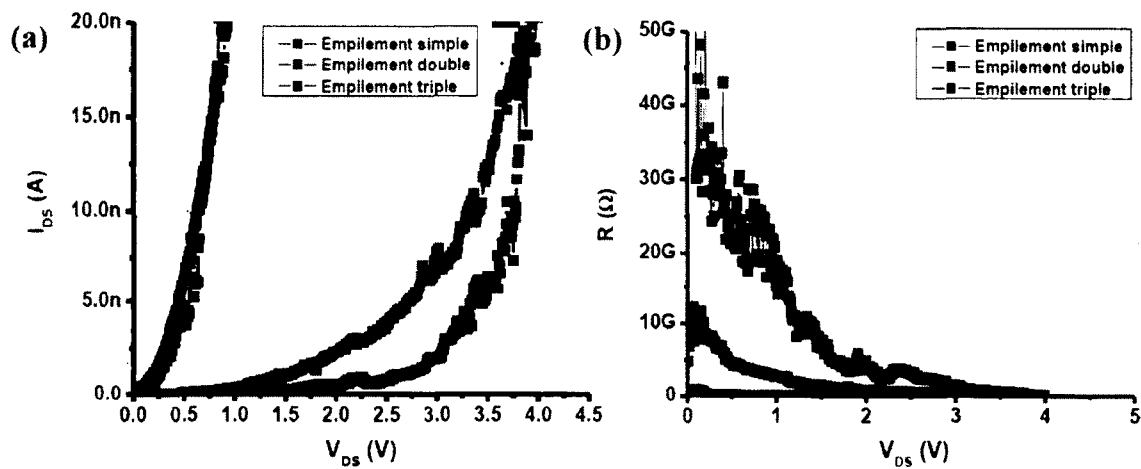 (a)
20.0n
15.0n
10.0n
5.0n
0.0
I_DS (A)
Empilement simple
Empilement double
Empilement triple
0.0 0.5 1.0 1.5 2.0 2.5 3.0 3.5 4.0 4.5
V_DS (V)
(b)
50G
40G
30G
20G
10G
0
R (Ω)
Empilement simple
Empilement double
Empilement triple
0 1 2 3 4 5
V_DS (V)